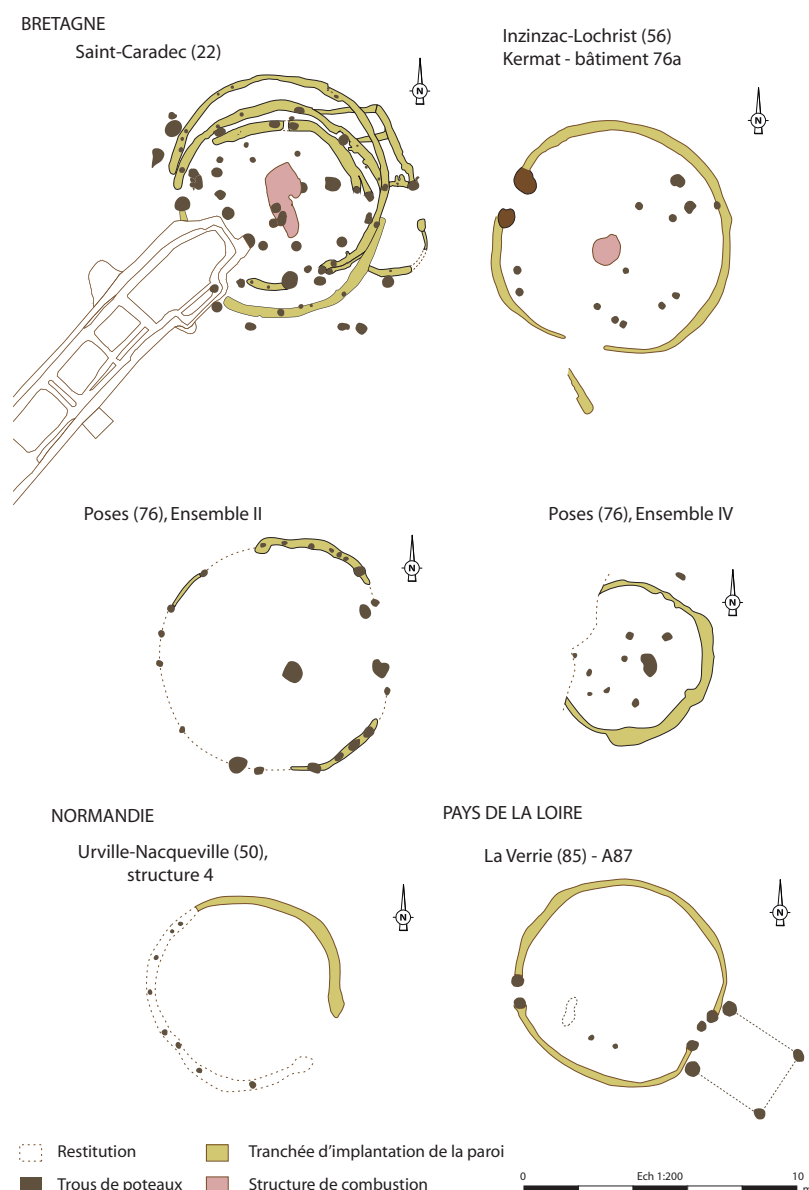 BRETAGNE
Saint-Caradec (22)
Inzinzac-Lochrist (56)
Kermat - bâtiment 76a
N
N
Poses (76), Ensemble II
Poses (76), Ensemble IV
N
N
NORMANDIE
PAYS DE LA LOIRE
Urville-Nacqueville (50),
structure 4
La Verrie (85) - A87
N
N
Restitution
Tranchée d'implantation de la paroi
Trous de poteaux
Structure de combustion
0 Ech 1:200 10